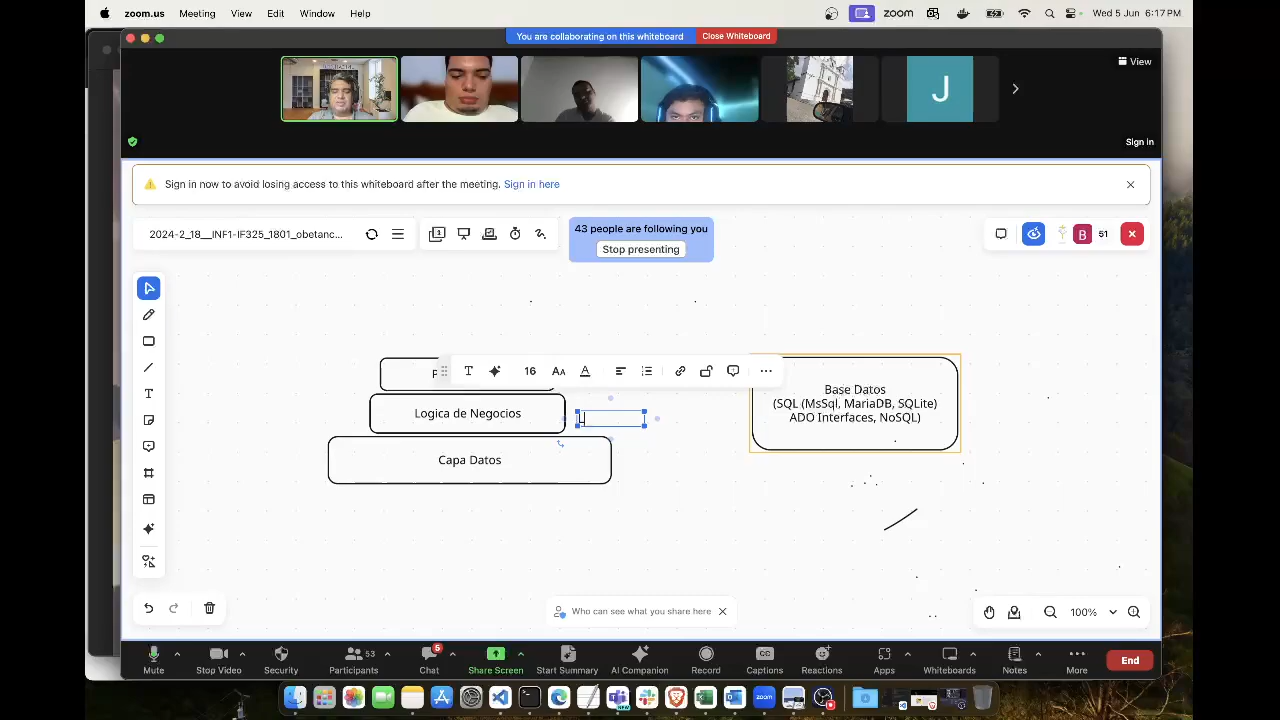 zoom.us Meeting View Edit Window Help
zoom Wed 5 Jun 6:17 PM
You are collaborating on this whiteboard Close Whiteboard
View
J
Sign in
Sign in now to avoid losing access to this whiteboard after the meeting. Sign in here
2024-2_18__INF1-IF325_1801_obetanc...
43 people are following you
Stop presenting
B 51
16
Logica de Negocios
Capa Datos
Base Datos
(SQL (MsSql, MariaDB, SQLite)
ADO Interfaces, NoSQL)
Who can see what you share here
100%
53
5
Mute Stop Video Security Participants Chat Share Screen Start Summary AI Companion Record Captions Reactions Apps Whiteboards Notes More End